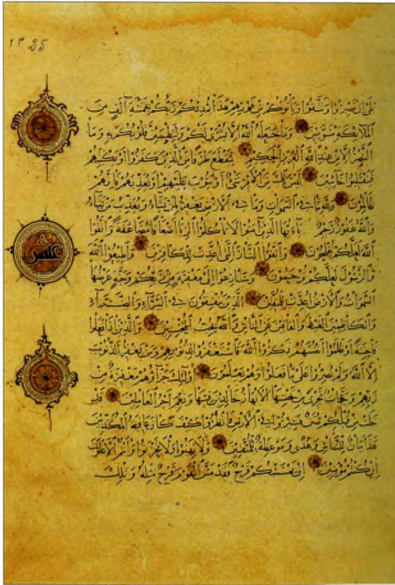 بلى إن تصبروا وتتقوا ويأتوكم من فورهم هذا يمددكم ربكم بخمسة آلاف من
الملائكة مسومين وما جعله الله إلا بشرى لكم ولتطمئن قلوبكم به وما
النصر إلا من عند الله العزيز الحكيم ليقطع طرفا من الذين كفروا أو يكبتهم
فينقلبوا خائبين ليس لك من الأمر شيء أو يتوب عليهم أو يعذبهم فإنهم
ظالمون ولله ما في السموات وما في الأرض يغفر لمن يشاء ويعذب من يشاء
والله غفور رحيم يا أيها الذين آمنوا لا تأكلوا الربا أضعافا مضاعفة واتقوا
الله لعلكم تفلحون واتقوا النار التي أعدت للكافرين وأطيعوا الله
والرسول لعلكم ترحمون وسارعوا إلى مغفرة من ربكم وجنة عرضها
السموات والأرض أعدت للمتقين الذين ينفقون في السراء والضراء
والكاظمين الغيظ والعافين عن الناس والله يحب المحسنين والذين إذا فعلوا
فاحشة أو ظلموا أنفسهم ذكروا الله فاستغفروا لذنوبهم ومن يغفر الذنوب
إلا الله ولم يصروا على ما فعلوا وهم يعلمون أولئك جزاؤهم مغفرة من
ربهم وجنات تجري من تحتها الأنهار خالدين فيها ونعم أجر العاملين قد
خلت من قبلكم سنن فسيروا في الأرض فانظروا كيف كان عاقبة المكذبين
هذا بيان للناس وهدى وموعظة للمتقين ولا تهنوا ولا تحزنوا وأنتم الأعلون
إن كنتم مؤمنين إن يمسسكم قرح فقد مس القوم قرح مثله وتلك
عشر